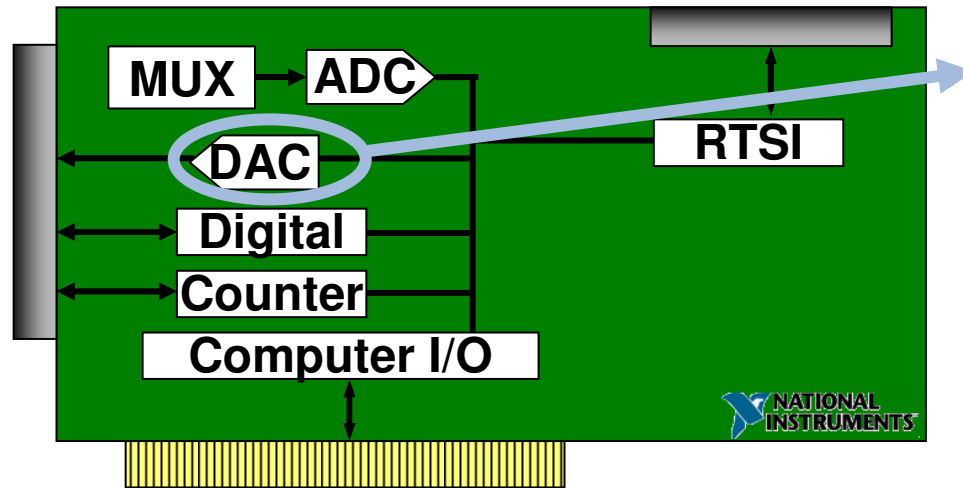 MUX
ADC
DAC
RTSI
Digital
Counter
Computer I/O
NATIONAL
INSTRUMENTS